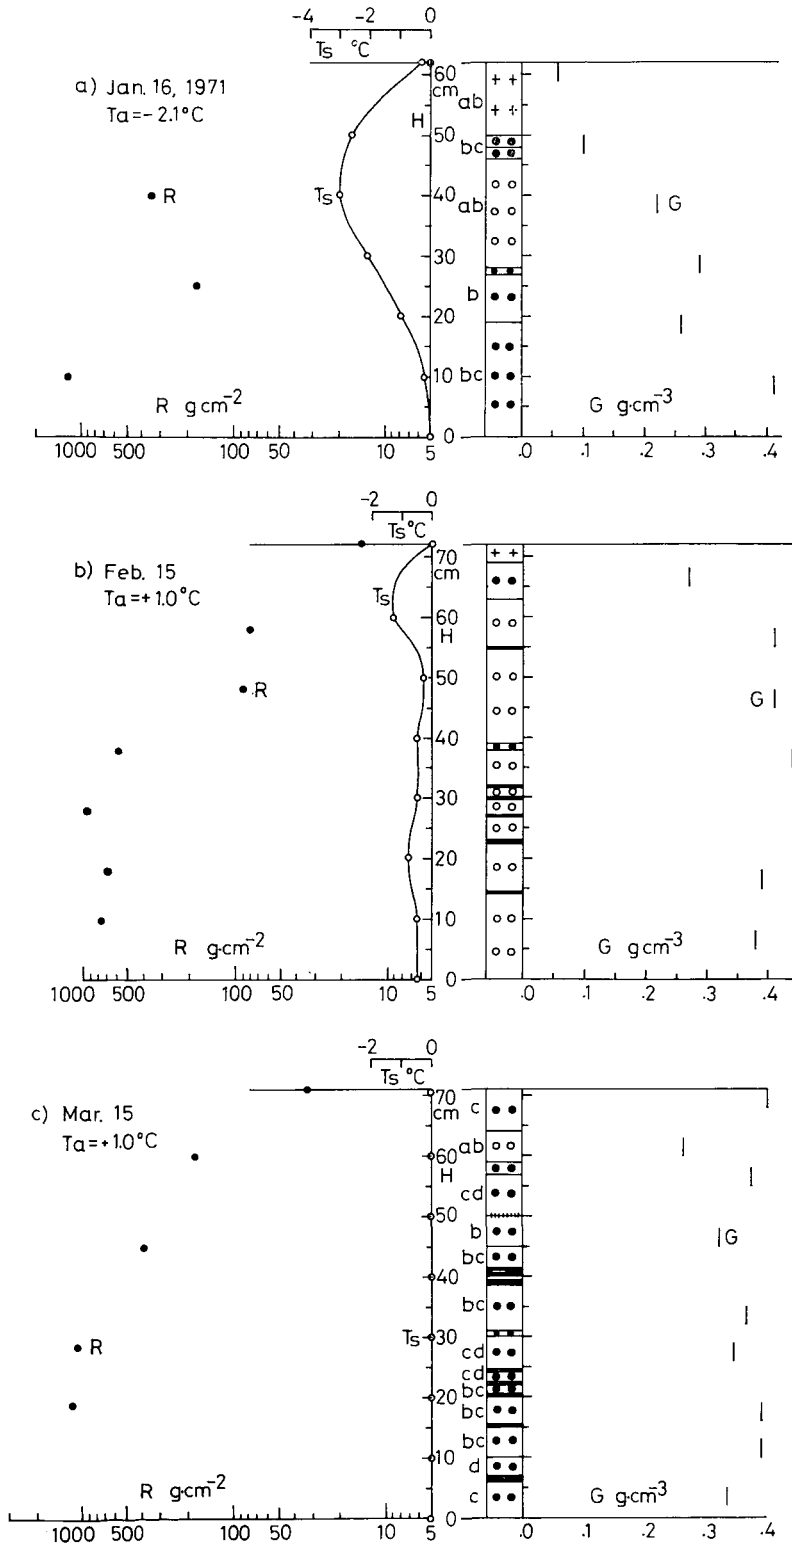 -4 -2 0
Ts °C
a) Jan. 16, 1971
Ta=-2.1°C
60
cm
H
50
40
30
20
10
0
R
Ts
ab
bc
ab
b
bc
G
R g cm-2
G g·cm-3
1000 500 100 50 10 5
.0 .1 .2 .3 .4
-2 0
Ts °C
b) Feb. 15
Ta=+1.0°C
70
cm
Ts
60
H
50
40
30
20
10
0
R
G
R g·cm-2
G g cm-3
1000 500 100 50 10 5
.0 .1 .2 .3 .4
-2 0
Ts °C
c) Mar. 15
Ta=+1.0°C
70
cm
60
H
50
40
30
20
10
0
R
Ts
c
ab
cd
b
bc
bc
cd
cd
bc
bc
bc
d
c
G
R g·cm-2
G g·cm-3
1000 500 100 50 10 5
.0 .1 .2 .3 .4